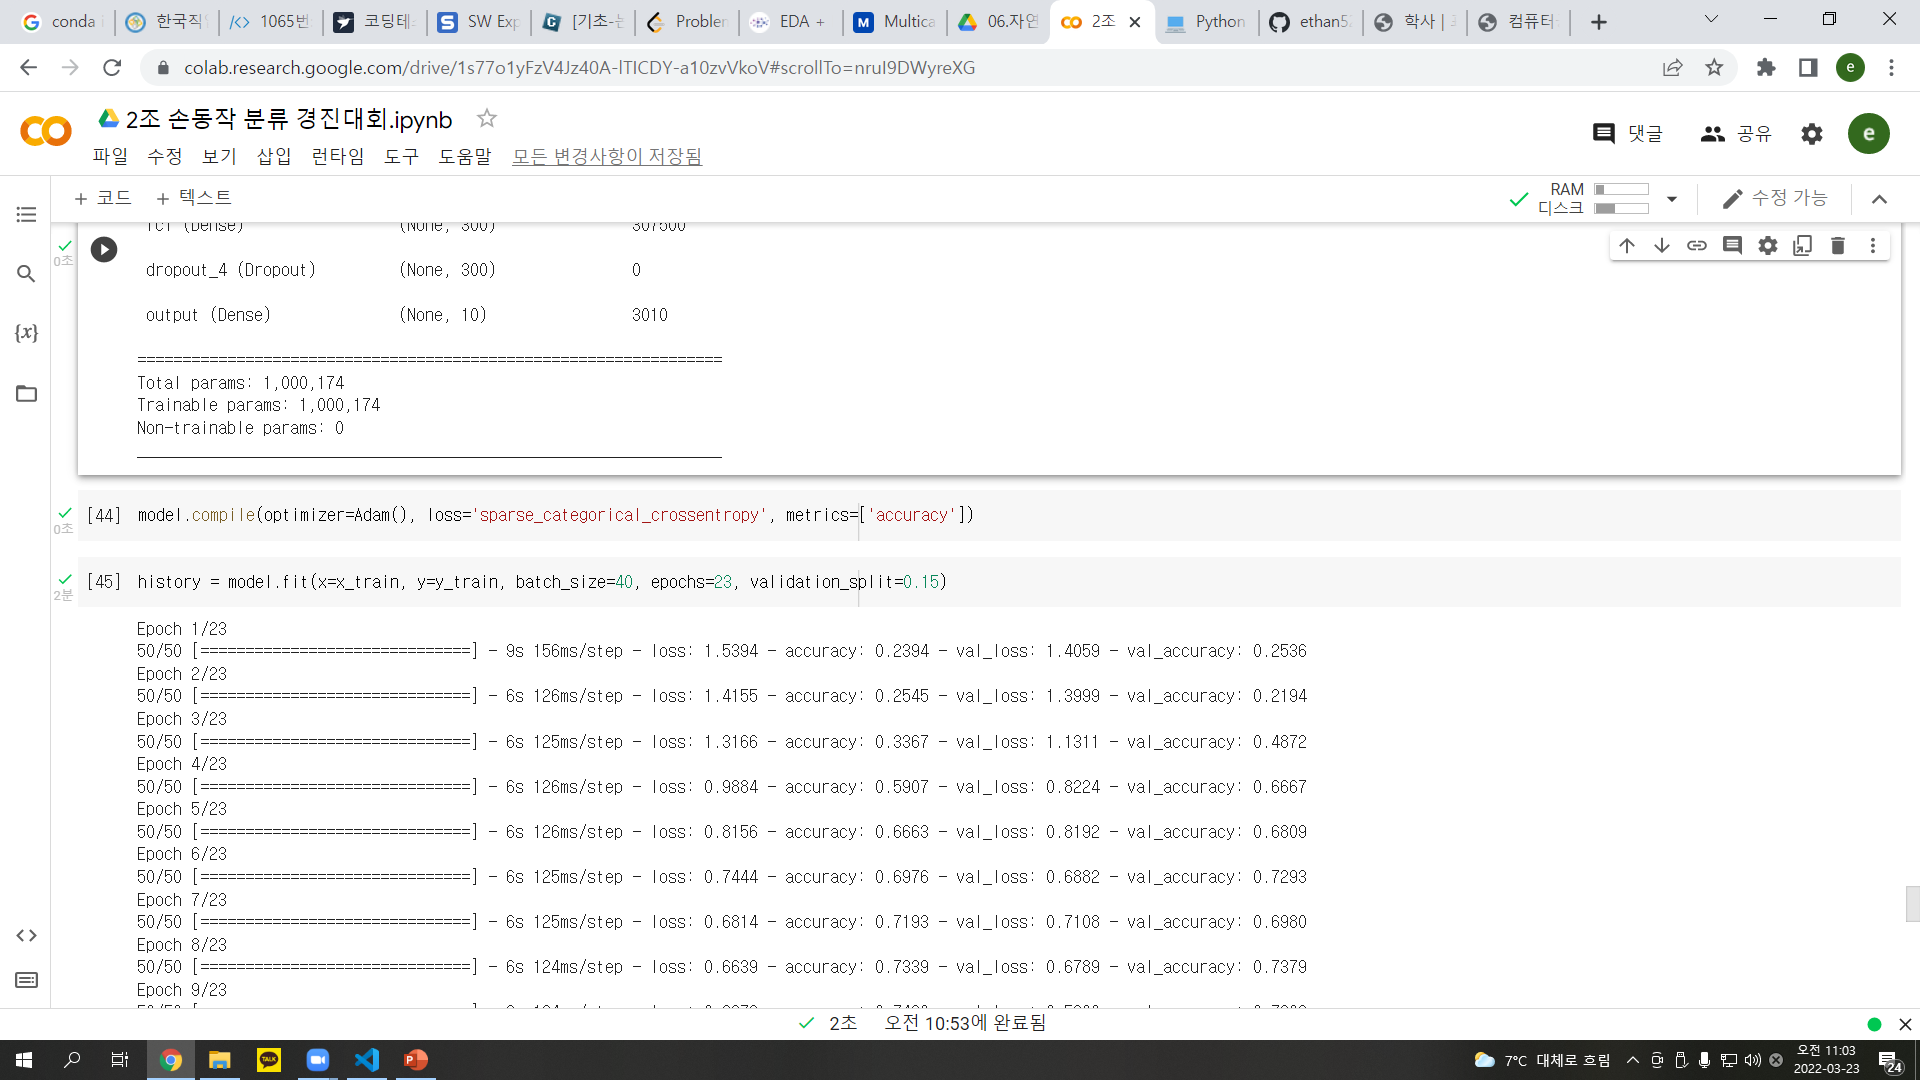 conda i
한국직
1065번
코딩테스
SW Exp
[기초-논
Problem
EDA +
Multica
06.자연
2조
Python
ethan52
학사 |
컴퓨터
colab.research.google.com/drive/1s77o1yFzV4Jz40A-lTICDY-a10zvVkoV#scrollTo=nruI9DWyreXG
e
2조 손동작 분류 경진대회.ipynb
댓글
공유
e
파일 수정 보기 삽입 런타임 도구 도움말 모든 변경사항이 저장됨
+ 코드 + 텍스트
RAM
디스크
수정 가능
fc1 (Dense) (None, 300) 307500
0초
dropout_4 (Dropout) (None, 300) 0
output (Dense) (None, 10) 3010
=================================================================
Total params: 1,000,174
Trainable params: 1,000,174
Non-trainable params: 0
_________________________________________________________________
[44] model.compile(optimizer=Adam(), loss='sparse_categorical_crossentropy', metrics=['accuracy'])
0초
[45] history = model.fit(x=x_train, y=y_train, batch_size=40, epochs=23, validation_split=0.15)
2분
Epoch 1/23
50/50 [==============================] - 9s 156ms/step - loss: 1.5394 - accuracy: 0.2394 - val_loss: 1.4059 - val_accuracy: 0.2536
Epoch 2/23
50/50 [==============================] - 6s 126ms/step - loss: 1.4155 - accuracy: 0.2545 - val_loss: 1.3999 - val_accuracy: 0.2194
Epoch 3/23
50/50 [==============================] - 6s 125ms/step - loss: 1.3166 - accuracy: 0.3367 - val_loss: 1.1311 - val_accuracy: 0.4872
Epoch 4/23
50/50 [==============================] - 6s 126ms/step - loss: 0.9884 - accuracy: 0.5907 - val_loss: 0.8224 - val_accuracy: 0.6667
Epoch 5/23
50/50 [==============================] - 6s 126ms/step - loss: 0.8156 - accuracy: 0.6663 - val_loss: 0.8192 - val_accuracy: 0.6809
Epoch 6/23
50/50 [==============================] - 6s 125ms/step - loss: 0.7444 - accuracy: 0.6976 - val_loss: 0.6882 - val_accuracy: 0.7293
Epoch 7/23
50/50 [==============================] - 6s 125ms/step - loss: 0.6814 - accuracy: 0.7193 - val_loss: 0.7108 - val_accuracy: 0.6980
Epoch 8/23
50/50 [==============================] - 6s 124ms/step - loss: 0.6639 - accuracy: 0.7339 - val_loss: 0.6789 - val_accuracy: 0.7379
Epoch 9/23
2초 오전 10:53에 완료됨
TALK
7°C 대체로 흐림
오전 11:03
2022-03-23
24